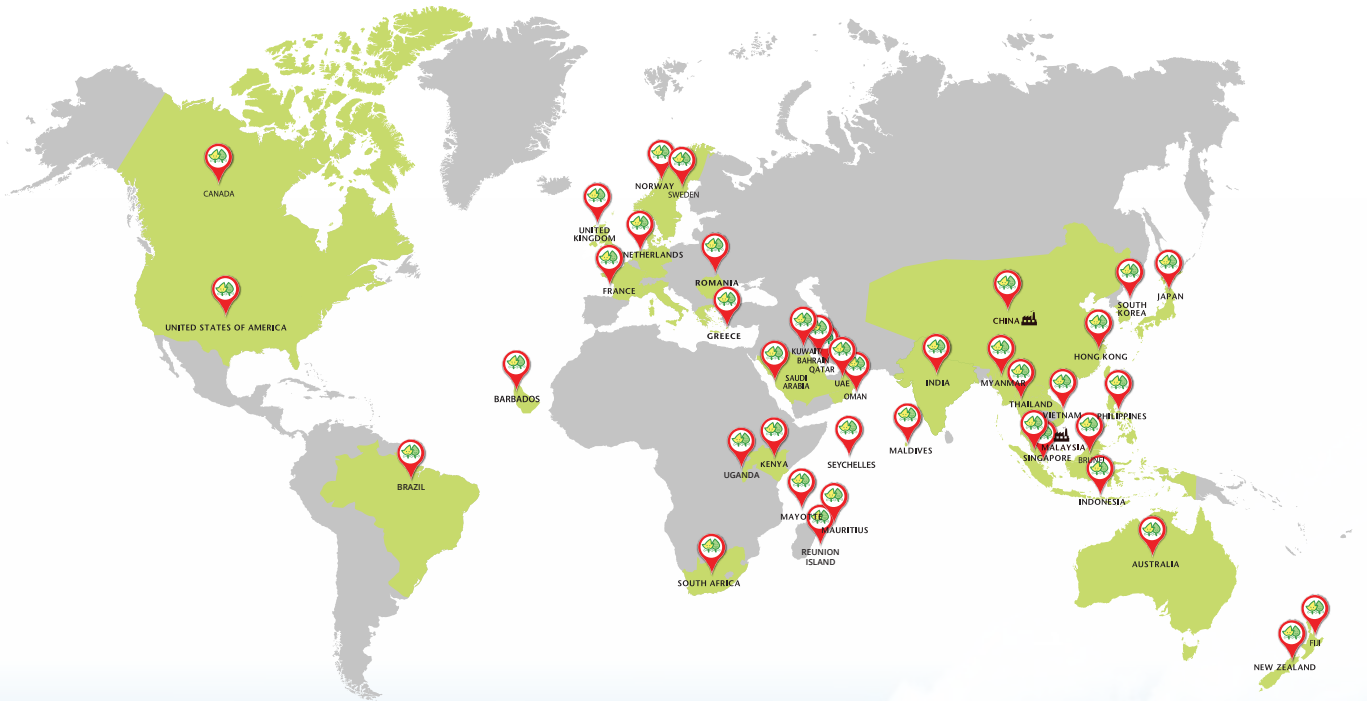 CANADA
UNITED STATES OF AMERICA
BARBADOS
BRAZIL
NORWAY
SWEDEN
UNITED
KINGDOM
NETHERLANDS
FRANCE
ROMANIA
GREECE
KUWAIT
BAHRAIN
QATAR
SAUDI
ARABIA
UAE
OMAN
INDIA
MALDIVES
SEYCHELLES
UGANDA
KENYA
MAYOTTE
MAURITIUS
REUNION
ISLAND
SOUTH AFRICA
CHINA
SOUTH
KOREA
JAPAN
HONG KONG
MYANMAR
THAILAND
VIETNAM
PHILIPPINES
MALAYSIA
SINGAPORE
BRUNEI
INDONESIA
AUSTRALIA
FIJI
NEW ZEALAND